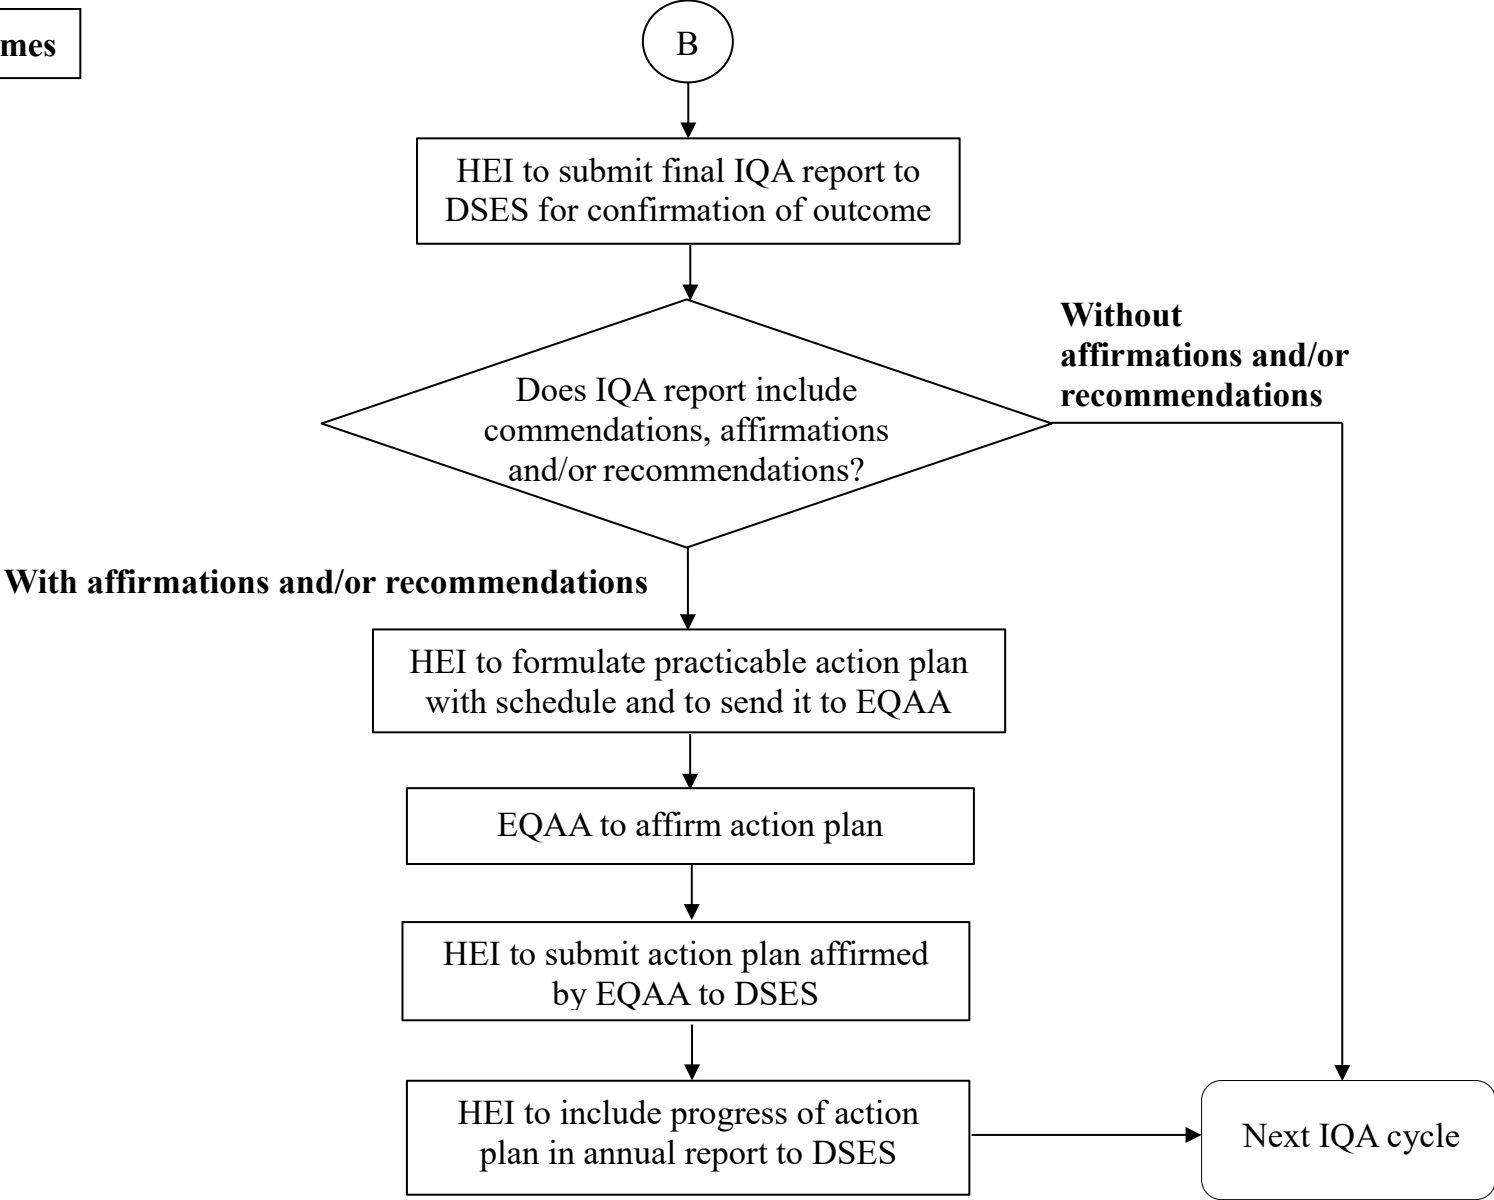 mes
B
HEI to submit final IQA report to
DSES for confirmation of outcome
Without
affirmations and/or
recommendations
Does IQA report include
commendations, affirmations
and/or recommendations?
With affirmations and/or recommendations
HEI to formulate practicable action plan
with schedule and to send it to EQAA
EQAA to affirm action plan
HEI to submit action plan affirmed
by EQAA to DSES
HEI to include progress of action
plan in annual report to DSES
Next IQA cycle